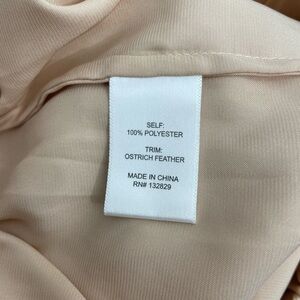 SELF:
100% POLYESTER
TRIM:
OSTRICH FEATHER
MADE IN CHINA
RN# 132829